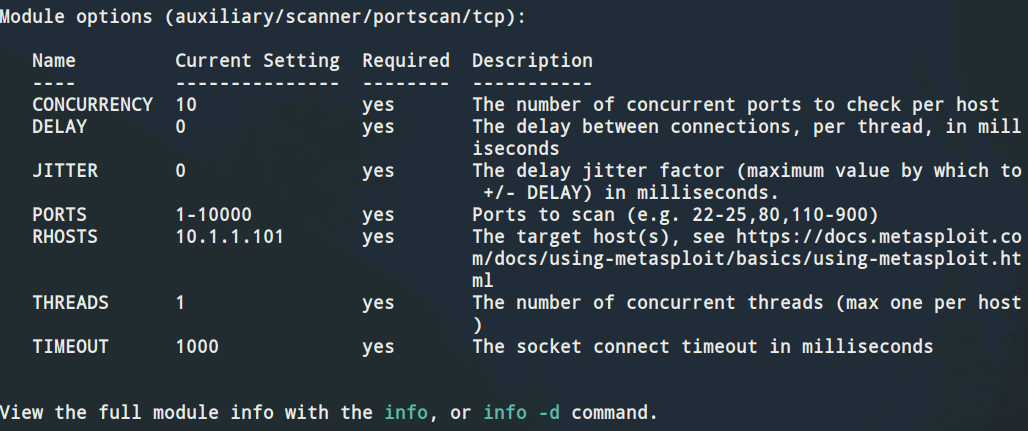 Module options (auxiliary/scanner/portscan/tcp):
Name Current Setting Required Description
---- --------------- -------- -----------
CONCURRENCY 10 yes The number of concurrent ports to check per host
DELAY 0 yes The delay between connections, per thread, in mill
iseconds
JITTER 0 yes The delay jitter factor (maximum value by which to
+/- DELAY) in milliseconds.
PORTS 1-10000 yes Ports to scan (e.g. 22-25,80,110-900)
RHOSTS 10.1.1.101 yes The target host(s), see https://docs.metasploit.co
m/docs/using-metasploit/basics/using-metasploit.ht
ml
THREADS 1 yes The number of concurrent threads (max one per host
)
TIMEOUT 1000 yes The socket connect timeout in milliseconds
View the full module info with the info, or info -d command.